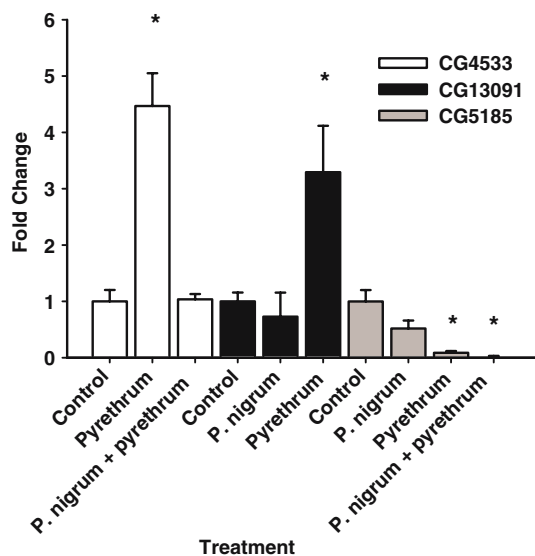 6
5
4
3
2
1
0
Fold Change
*
*
*
*
CG4533
CG13091
CG5185
Control
Pyrethrum
P. nigrum + pyrethrum
Control
P. nigrum
Pyrethrum
Control
P. nigrum
Pyrethrum
P. nigrum + pyrethrum
Treatment